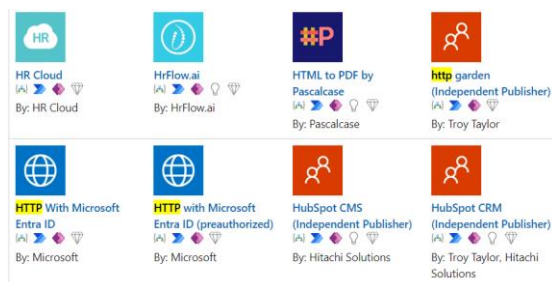 HR
#P
HR Cloud
By: HR Cloud
HrFlow.ai
By: HrFlow.ai
HTML to PDF by
Pascalcase
By: Pascalcase
http garden
(Independent Publisher)
By: Troy Taylor
HTTP With Microsoft
Entra ID
By: Microsoft
HTTP with Microsoft
Entra ID (preauthorized)
By: Microsoft
HubSpot CMS
(Independent Publisher)
By: Hitachi Solutions
HubSpot CRM
(Independent Publisher)
By: Troy Taylor, Hitachi
Solutions